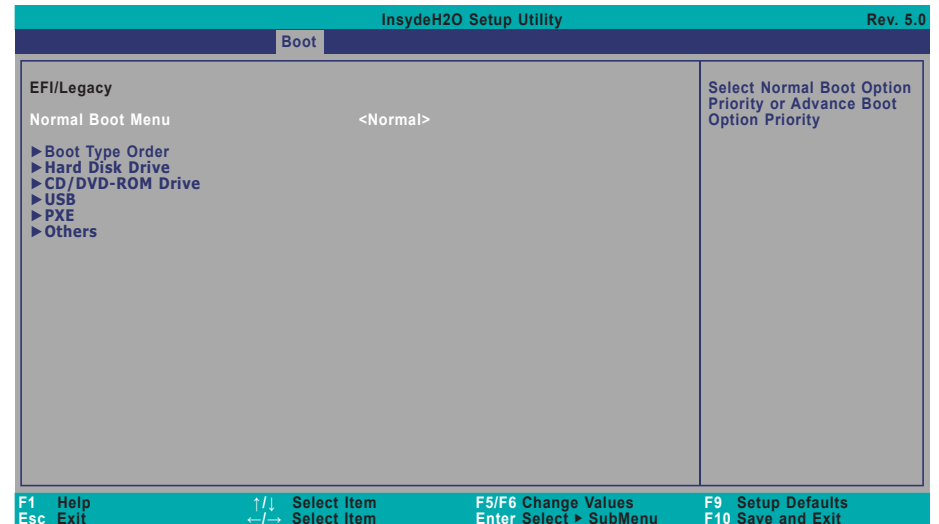 InsydeH2O Setup Utility Rev. 5.0
Boot
EFI/Legacy
Normal Boot Menu <Normal>
►Boot Type Order
►Hard Disk Drive
►CD/DVD-ROM Drive
►USB
►PXE
►Others
Select Normal Boot Option
Priority or Advance Boot
Option Priority
F1 Help ↑/↓ Select Item F5/F6 Change Values F9 Setup Defaults
Esc Exit ←/→ Select Item Enter Select ► SubMenu F10 Save and Exit